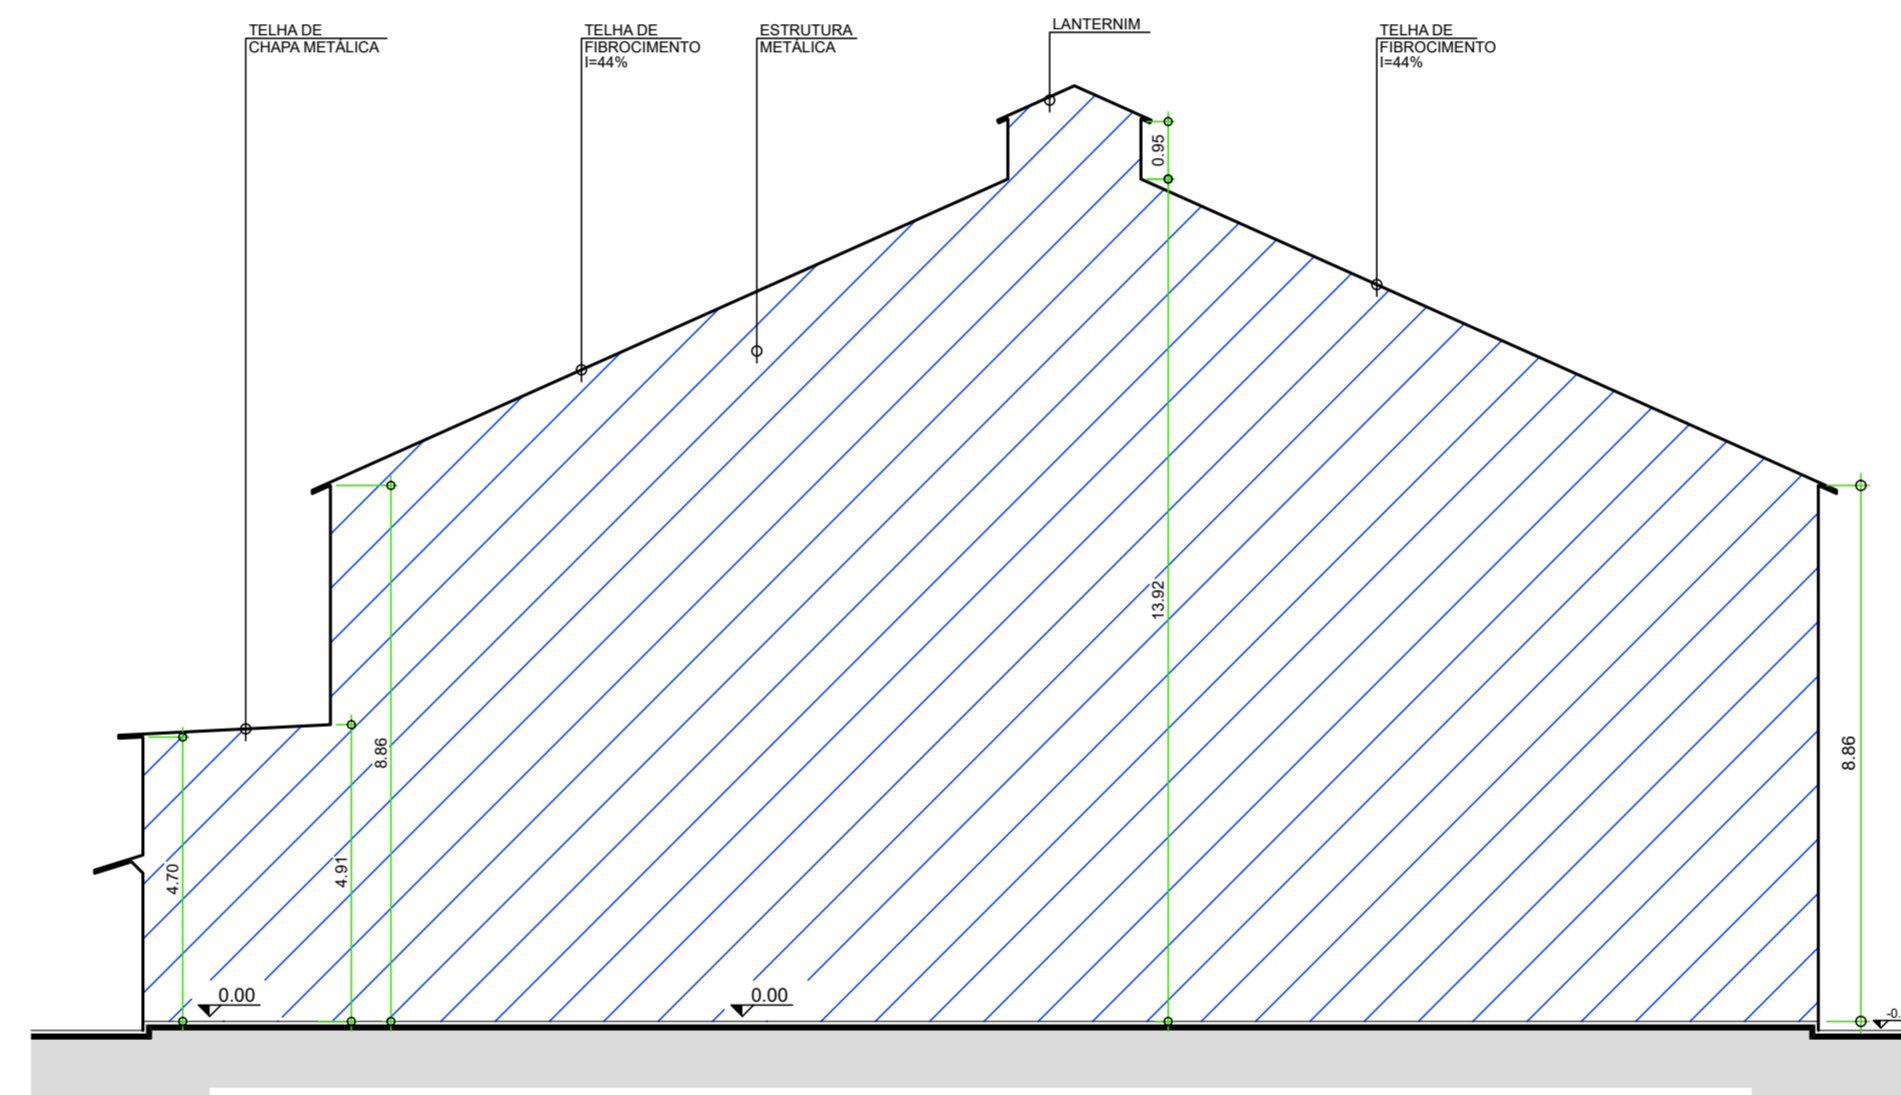 TELHA DE
CHAPA METÁLICA
TELHA DE
FIBROCIMENTO
I=44%
ESTRUTURA
METÁLICA
LANTERNIM
TELHA DE
FIBROCIMENTO
I=44%
0.95
13.92
8.86
8.86
4.91
4.70
0.00
0.00
-0.